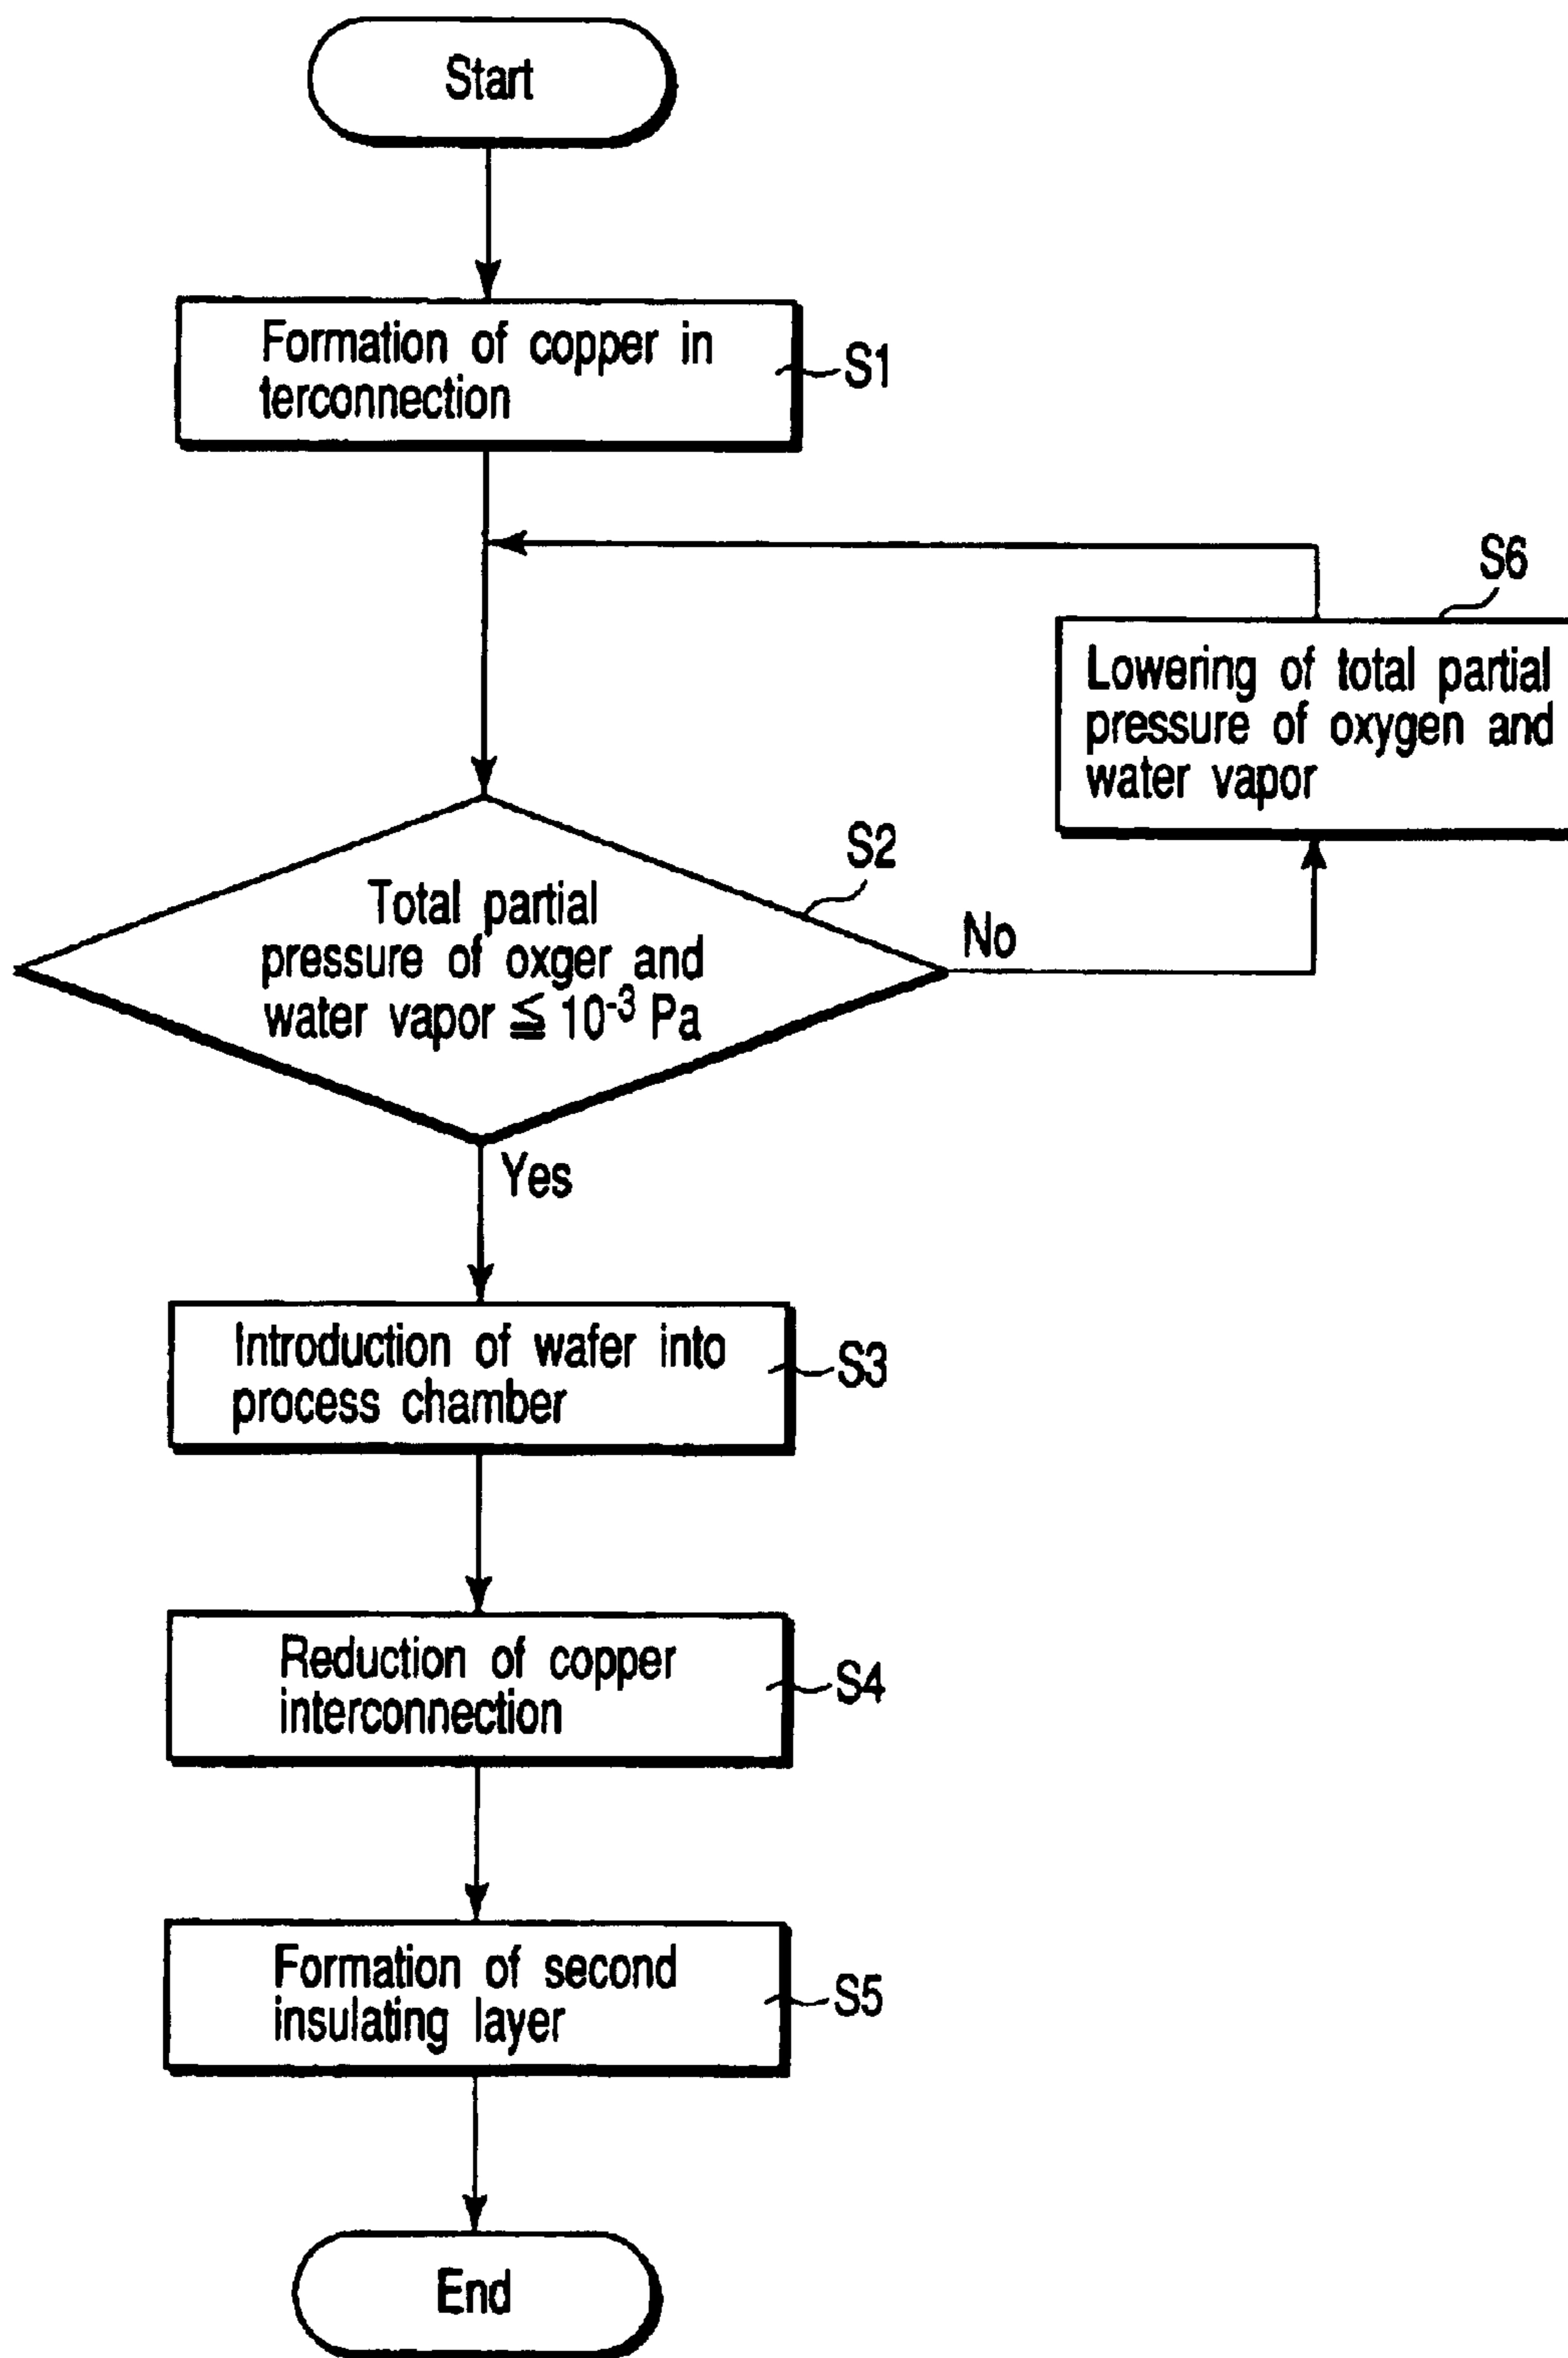 Start
Formation of copper in
terconnection
S1
S6
Lowering of total partial
pressure of oxygen and
water vapor
S2
Total partial
pressure of oxger and
water vapor ≦ 10⁻³ Pa
No
Yes
Introduction of wafer into
process chamber
S3
Reduction of copper
interconnection
S4
Formation of second
insulating layer
S5
End